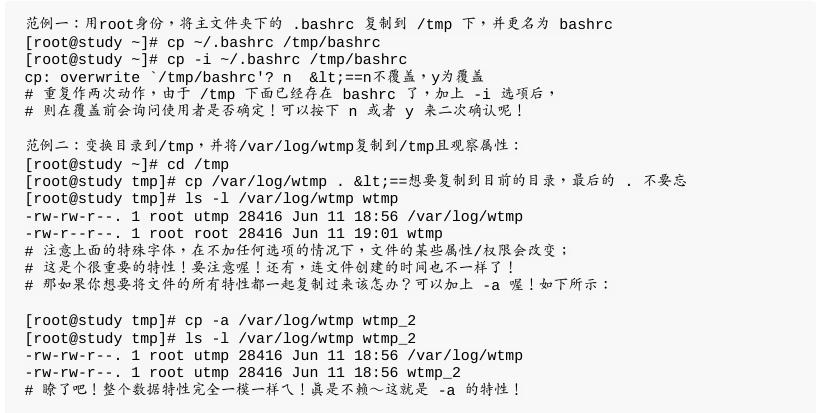 范例一：用root身份，将主文件夹下的 .bashrc 复制到 /tmp 下，并更名为 bashrc
[root@study ~]# cp ~/.bashrc /tmp/bashrc
[root@study ~]# cp -i ~/.bashrc /tmp/bashrc
cp: overwrite `/tmp/bashrc'? n  &lt;==n不覆盖，y为覆盖
# 重复作两次动作，由于 /tmp 下面已经存在 bashrc 了，加上 -i 选项后，
# 则在覆盖前会询问使用者是否确定！可以按下 n 或者 y 来二次确认呢！
范例二：变换目录到/tmp，并将/var/log/wtmp复制到/tmp且观察属性：
[root@study ~]# cd /tmp
[root@study tmp]# cp /var/log/wtmp . &lt;==想要复制到目前的目录，最后的 . 不要忘
[root@study tmp]# ls -l /var/log/wtmp wtmp
-rw-rw-r--. 1 root utmp 28416 Jun 11 18:56 /var/log/wtmp
-rw-r--r--. 1 root root 28416 Jun 11 19:01 wtmp
# 注意上面的特殊字体，在不加任何选项的情况下，文件的某些属性/权限会改变；
# 这是个很重要的特性！要注意喔！还有，连文件创建的时间也不一样了！
# 那如果你想要将文件的所有特性都一起复制过来该怎办？可以加上 -a 喔！如下所示：
[root@study tmp]# cp -a /var/log/wtmp wtmp_2
[root@study tmp]# ls -l /var/log/wtmp wtmp_2
-rw-rw-r--. 1 root utmp 28416 Jun 11 18:56 /var/log/wtmp
-rw-rw-r--. 1 root utmp 28416 Jun 11 18:56 wtmp_2
# 瞭了吧！整个数据特性完全一模一样ㄟ！真是不赖～这就是 -a 的特性！